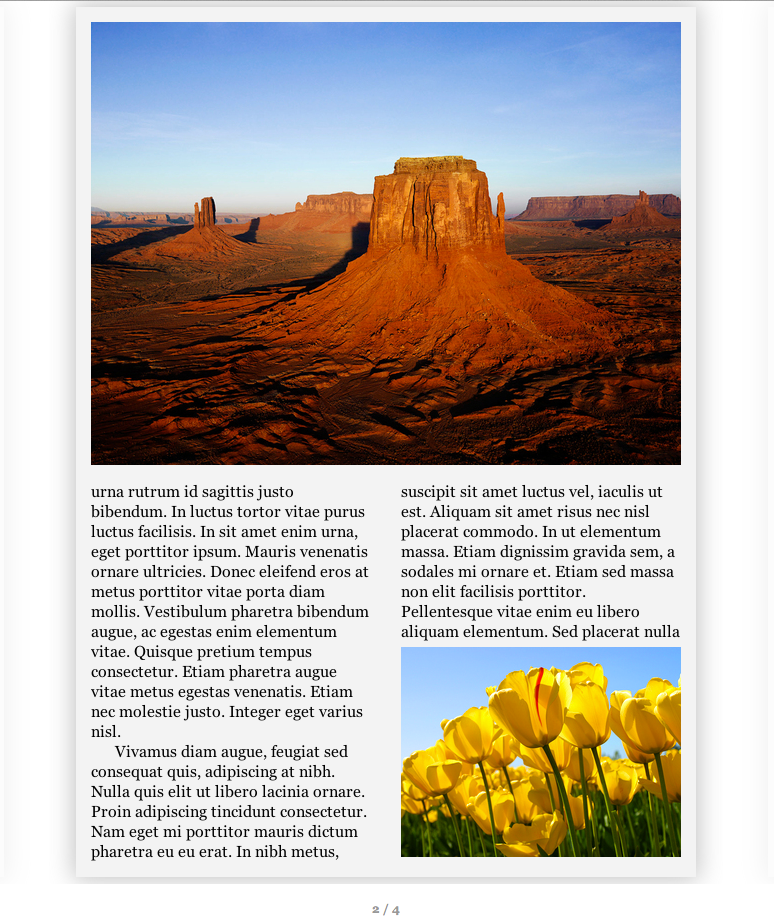 urna rutrum id sagittis justo
bibendum. In luctus tortor vitae purus
luctus facilisis. In sit amet enim urna,
eget porttitor ipsum. Mauris venenatis
ornare ultricies. Donec eleifend eros at
metus porttitor vitae porta diam
mollis. Vestibulum pharetra bibendum
augue, ac egestas enim elementum
vitae. Quisque pretium tempus
consectetur. Etiam pharetra augue
vitae metus egestas venenatis. Etiam
nec molestie justo. Integer eget varius
nisl.
Vivamus diam augue, feugiat sed
consequat quis, adipiscing at nibh.
Nulla quis elit ut libero lacinia ornare.
Proin adipiscing tincidunt consectetur.
Nam eget mi porttitor mauris dictum
pharetra eu eu erat. In nibh metus,
suscipit sit amet luctus vel, iaculis ut
est. Aliquam sit amet risus nec nisl
placerat commodo. In ut elementum
massa. Etiam dignissim gravida sem, a
sodales mi ornare et. Etiam sed massa
non elit facilisis porttitor.
Pellentesque vitae enim eu libero
aliquam elementum. Sed placerat nulla
2 / 4